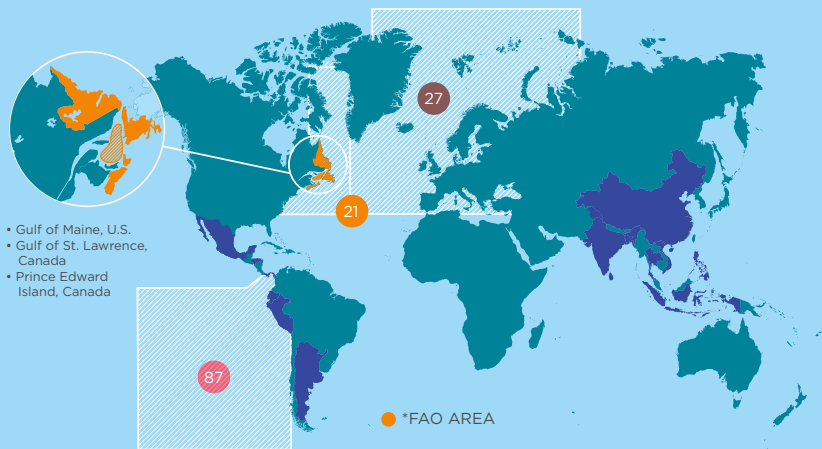 27
21
• Gulf of Maine, U.S.
• Gulf of St. Lawrence,
Canada
• Prince Edward
Island, Canada
87
*FAO AREA